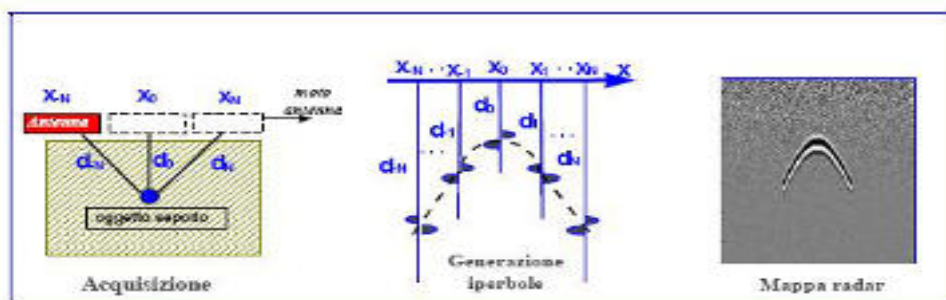 X-N X0 XN moto antenna
Antenna
d-N d0 dN
oggetto sepolto
Acquisizione
X-N .. X-1 X0 X1 .. XN X
d-N ... d-1 d0 d1 ... dN
Generazione
iperbole
Mappa radar